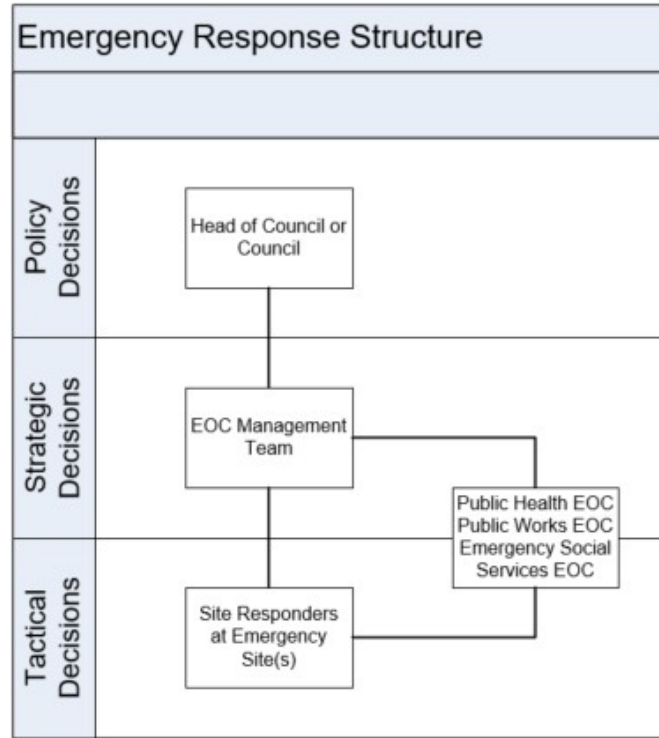 Emergency Response Structure
Policy
Decisions
Head of Council or
Council
Strategic
Decisions
EOC Management
Team
Public Health EOC
Public Works EOC
Emergency Social
Services EOC
Tactical
Decisions
Site Responders
at Emergency
Site(s)